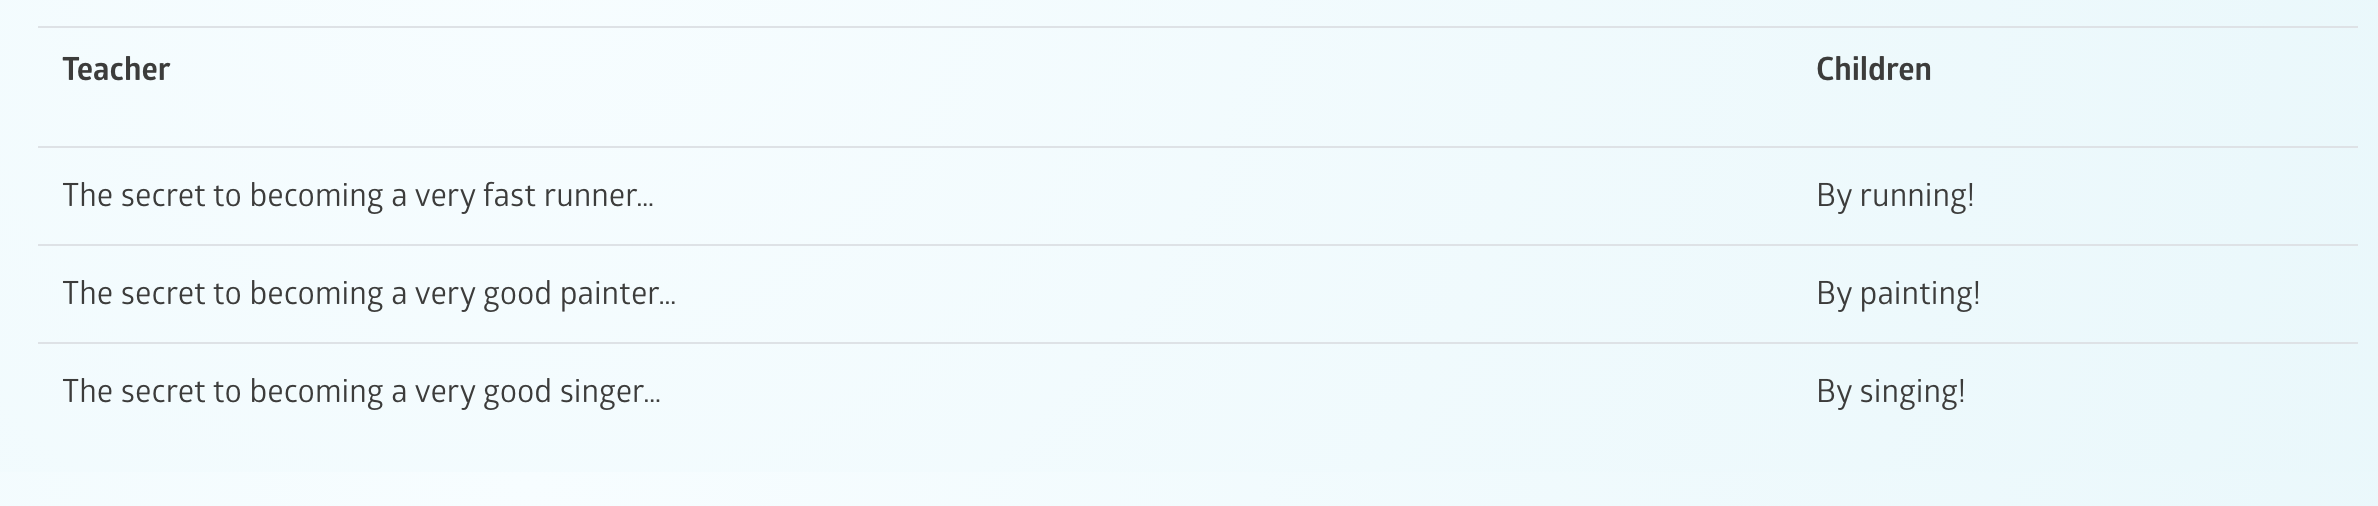 Teacher Children
The secret to becoming a very fast runner... By running!
The secret to becoming a very good painter... By painting!
The secret to becoming a very good singer... By singing!